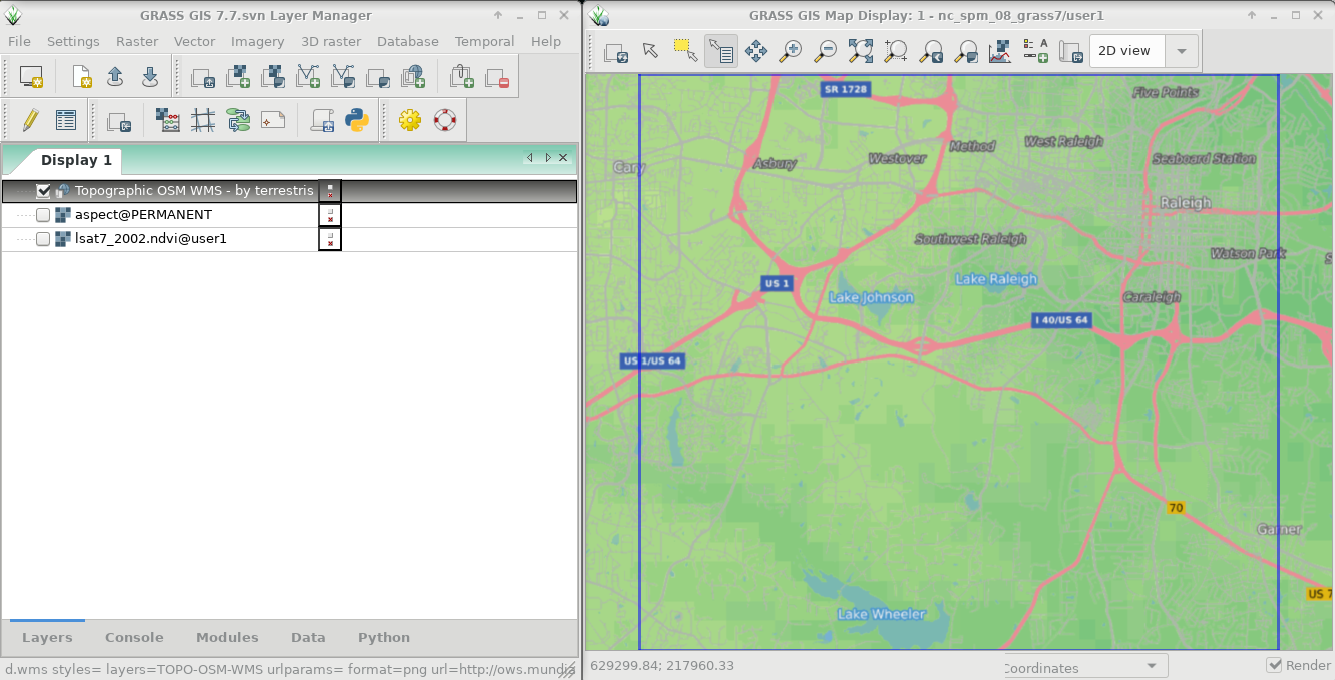 GRASS GIS 7.7.svn Layer Manager
File Settings Raster Vector Imagery 3D raster Database Temporal Help
Display 1
Topographic OSM WMS - by terrestris
aspect@PERMANENT
lsat7_2002.ndvi@user1
Layers Console Modules Data Python
d.wms styles= layers=TOPO-OSM-WMS urlparams= format=png url=http://ows.mundia
GRASS GIS Map Display: 1 - nc_spm_08_grass7/user1
A
2D view
SR 1728
Five Points
Method
West Raleigh
Cary
Asbury
Westover
Seaboard Station
Raleigh
Southwest Raleigh
Watson Park
S
US 1
Lake Johnson
Lake Raleigh
Caraleigh
I 40/US 64
US 1/US 64
70
Garner
US 7
Lake Wheeler
629299.84; 217960.33
Coordinates
Render